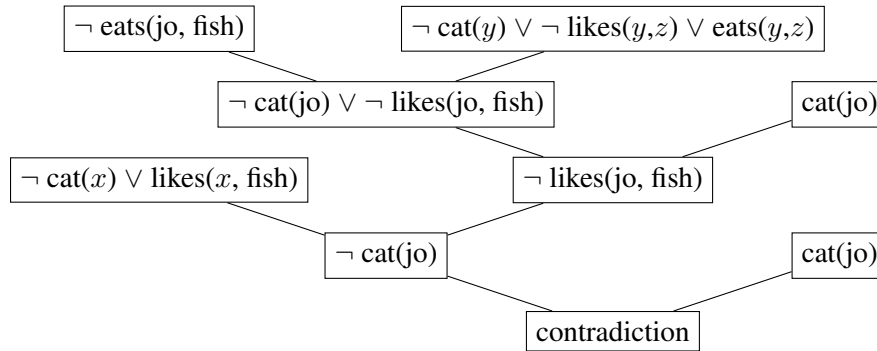 ¬ eats(jo, fish)
¬ cat(y) ∨ ¬ likes(y,z) ∨ eats(y,z)
¬ cat(jo) ∨ ¬ likes(jo, fish)
cat(jo)
¬ cat(x) ∨ likes(x, fish)
¬ likes(jo, fish)
¬ cat(jo)
cat(jo)
contradiction